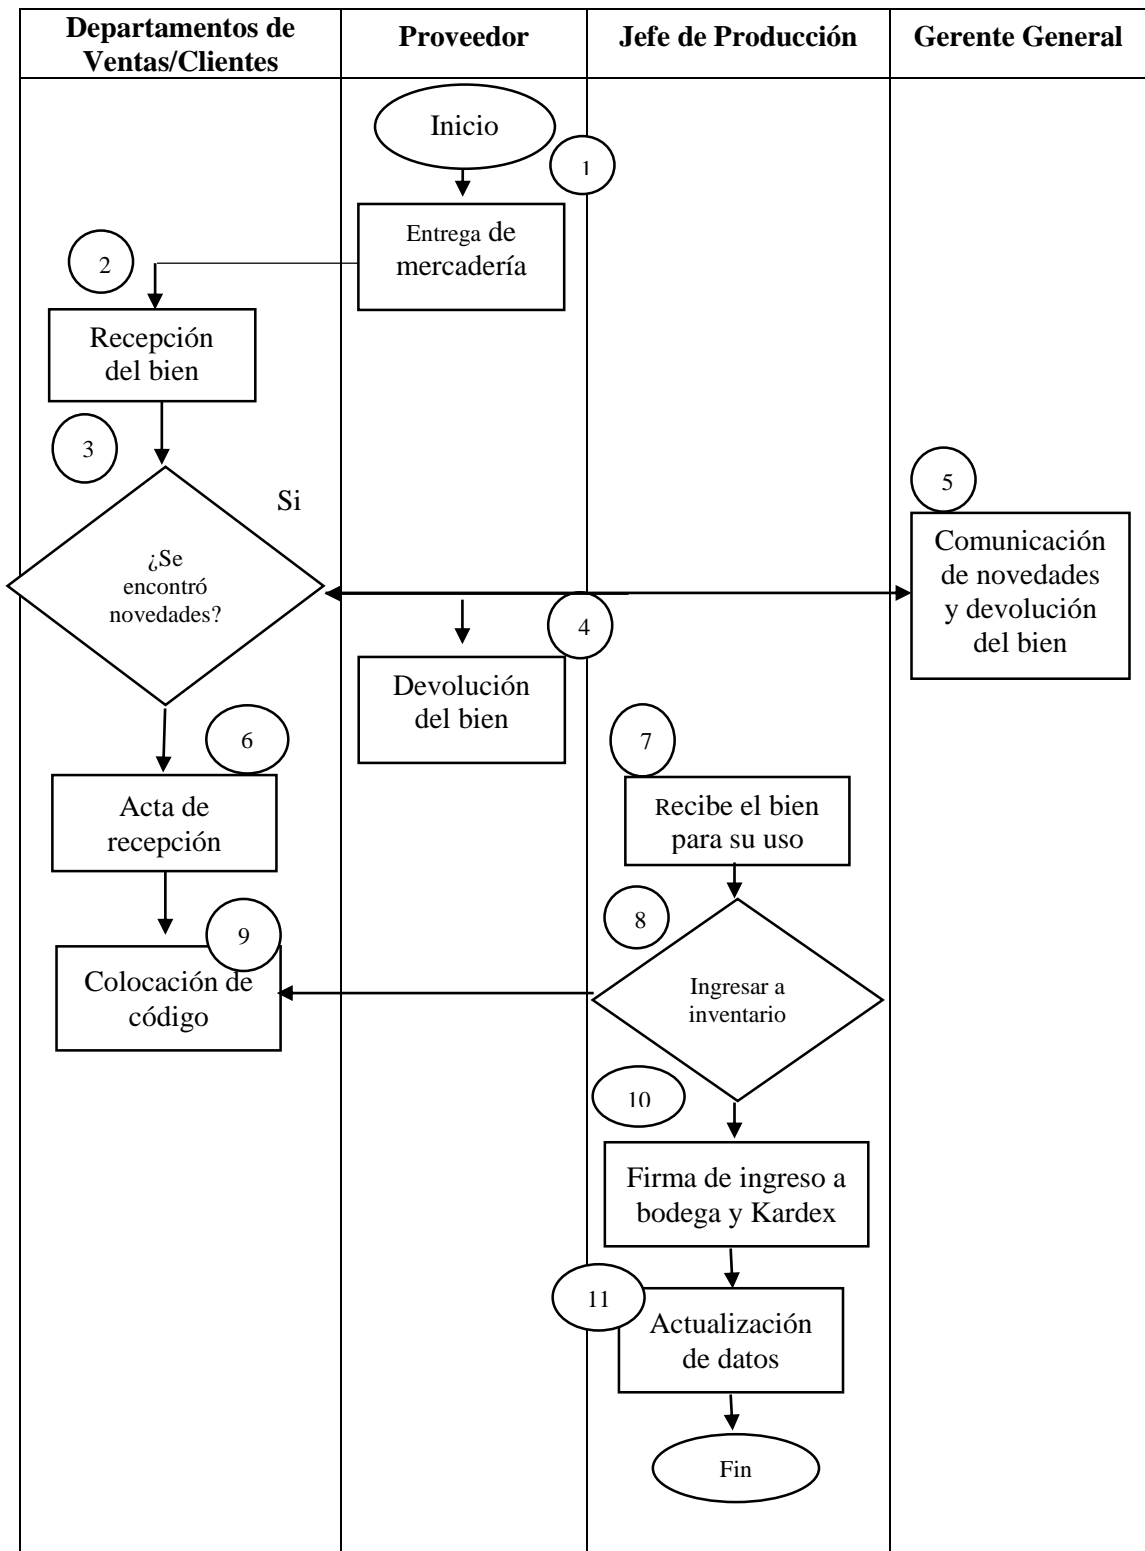 Departamentos de
Ventas/Clientes
Proveedor
Jefe de Producción
Gerente General
Inicio
1
Entrega de
mercadería
2
Recepción
del bien
3
Si
¿Se
encontró
novedades?
5
Comunicación
de novedades
y devolución
del bien
4
Devolución
del bien
6
Acta de
recepción
7
Recibe el bien
para su uso
8
Ingresar a
inventario
9
Colocación de
código
10
Firma de ingreso a
bodega y Kardex
11
Actualización
de datos
Fin